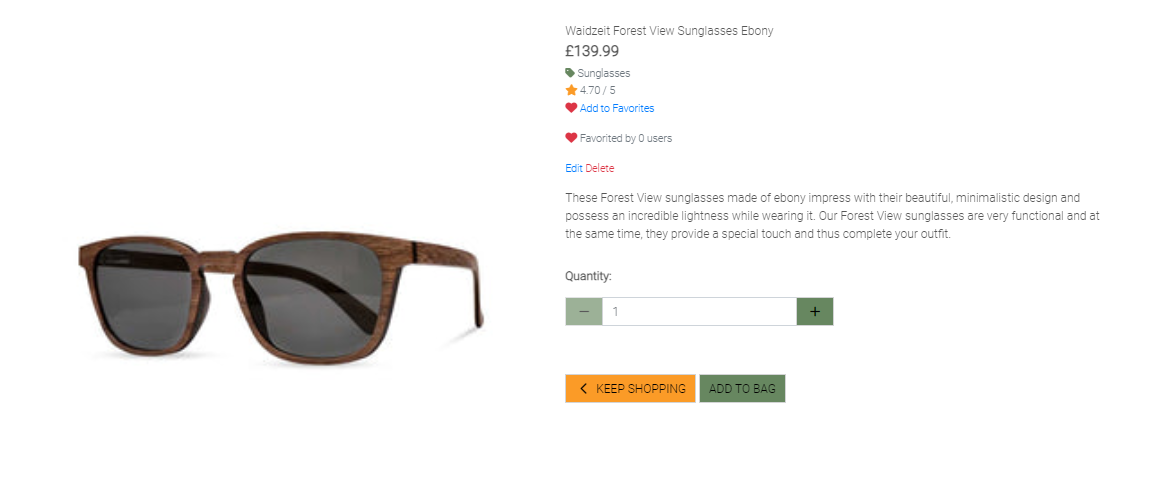 Waidzeit Forest View Sunglasses Ebony
£139.99
Sunglasses
4.70 / 5
Add to Favorites
Favorited by 0 users
Edit Delete
These Forest View sunglasses made of ebony impress with their beautiful, minimalistic design and
possess an incredible lightness while wearing it. Our Forest View sunglasses are very functional and at
the same time, they provide a special touch and thus complete your outfit.
Quantity:
− 1 +
KEEP SHOPPING ADD TO BAG